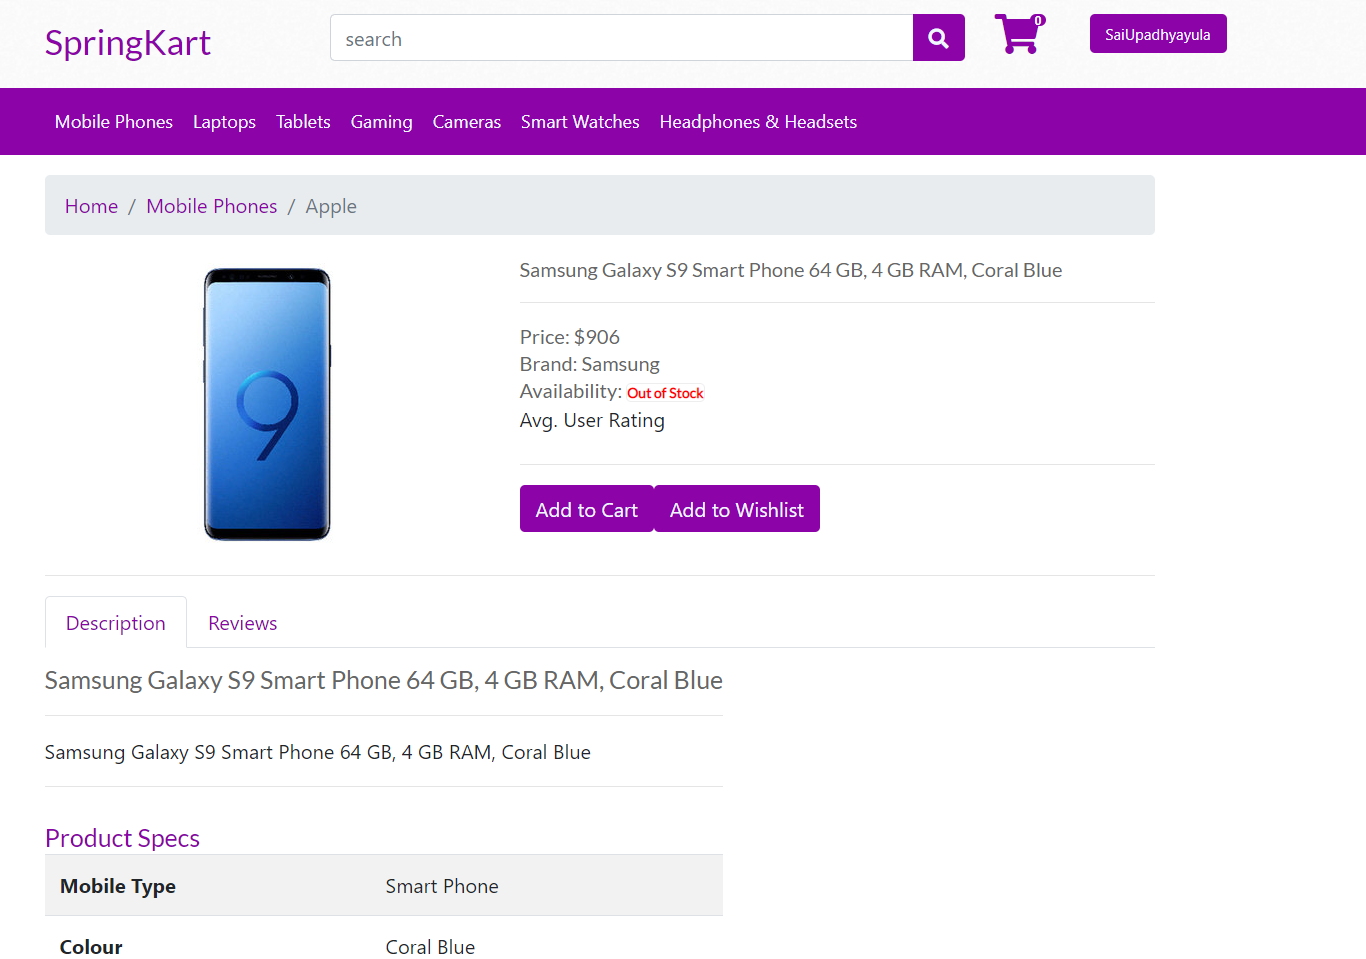 SpringKart
search
0
SaiUpadhyayula
Mobile Phones Laptops Tablets Gaming Cameras Smart Watches Headphones & Headsets
Home / Mobile Phones / Apple
9
Samsung Galaxy S9 Smart Phone 64 GB, 4 GB RAM, Coral Blue
Price: $906
Brand: Samsung
Availability: Out of Stock
Avg. User Rating
Add to Cart Add to Wishlist
Description Reviews
Samsung Galaxy S9 Smart Phone 64 GB, 4 GB RAM, Coral Blue
Samsung Galaxy S9 Smart Phone 64 GB, 4 GB RAM, Coral Blue
Product Specs
Mobile Type Smart Phone
Colour Coral Blue